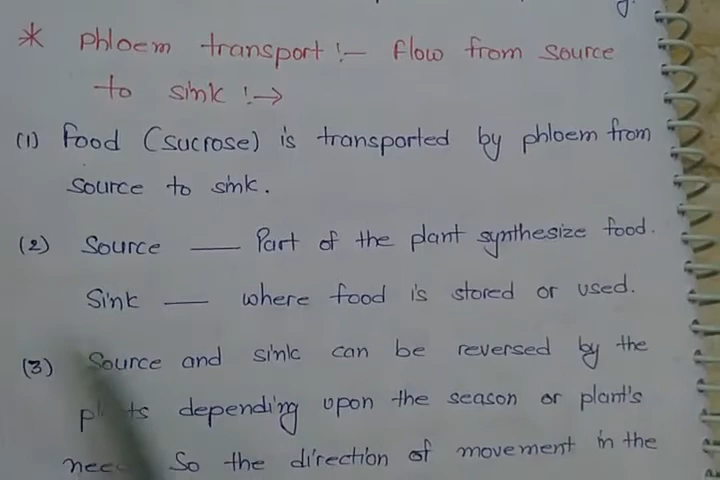 * Phloem transport :- flow from source
to sink :→
(1) Food (sucrose) is transported by phloem from
source to sink.
(2) Source — Part of the plant synthesize food.
Sink — where food is stored or used.
(3) Source and sink can be reversed by the
depending upon the season or plant's
So the direction of movement in the